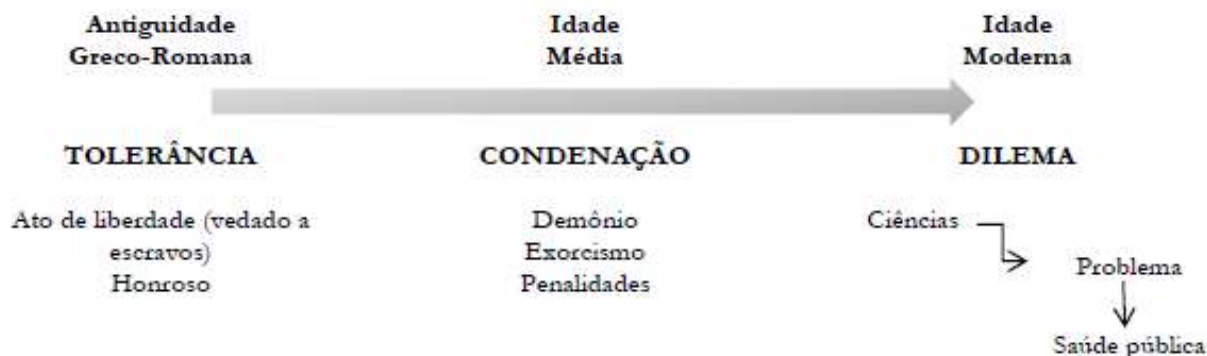 Antiguidade
Greco-Romana
Idade
Média
Idade
Moderna
TOLERÂNCIA
CONDENAÇÃO
DILEMA
Ato de liberdade (vedado a
escravos)
Honroso
Demônio
Exorcismo
Penalidades
Ciências
Problema
Saúde pública